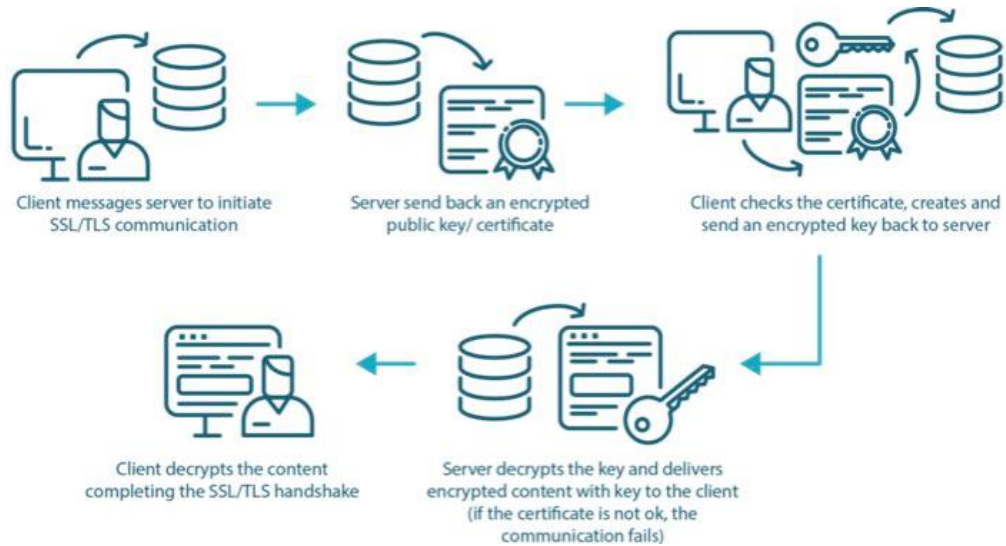 Client messages server to initiate
SSL/TLS communication
Server send back an encrypted
public key/ certificate
Client checks the certificate, creates and
send an encrypted key back to server
Client decrypts the content
completing the SSL/TLS handshake
Server decrypts the key and delivers
encrypted content with key to the client
(if the certificate is not ok, the
communication fails)